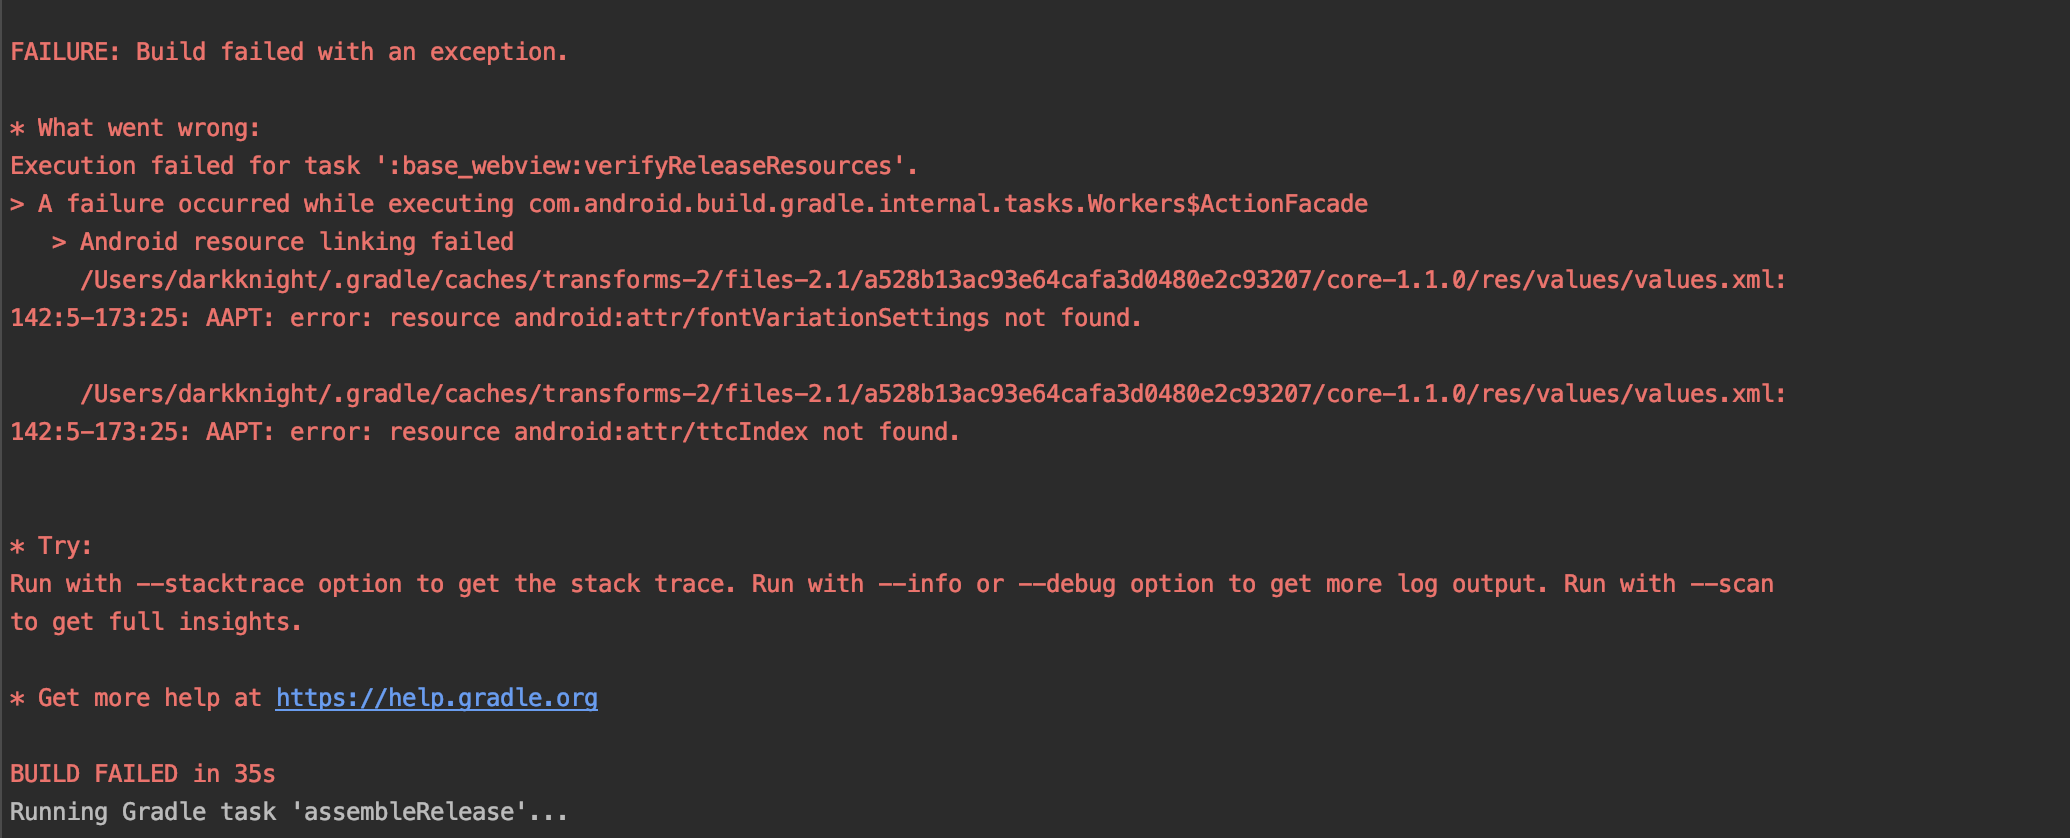 FAILURE: Build failed with an exception.
* What went wrong:
Execution failed for task ':base_webview:verifyReleaseResources'.
> A failure occurred while executing com.android.build.gradle.internal.tasks.Workers$ActionFacade
> Android resource linking failed
/Users/darkknight/.gradle/caches/transforms-2/files-2.1/a528b13ac93e64cafa3d0480e2c93207/core-1.1.0/res/values/values.xml:
142:5-173:25: AAPT: error: resource android:attr/fontVariationSettings not found.
/Users/darkknight/.gradle/caches/transforms-2/files-2.1/a528b13ac93e64cafa3d0480e2c93207/core-1.1.0/res/values/values.xml:
142:5-173:25: AAPT: error: resource android:attr/ttcIndex not found.
* Try:
Run with --stacktrace option to get the stack trace. Run with --info or --debug option to get more log output. Run with --scan
to get full insights.
* Get more help at https://help.gradle.org
BUILD FAILED in 35s
Running Gradle task 'assembleRelease'...